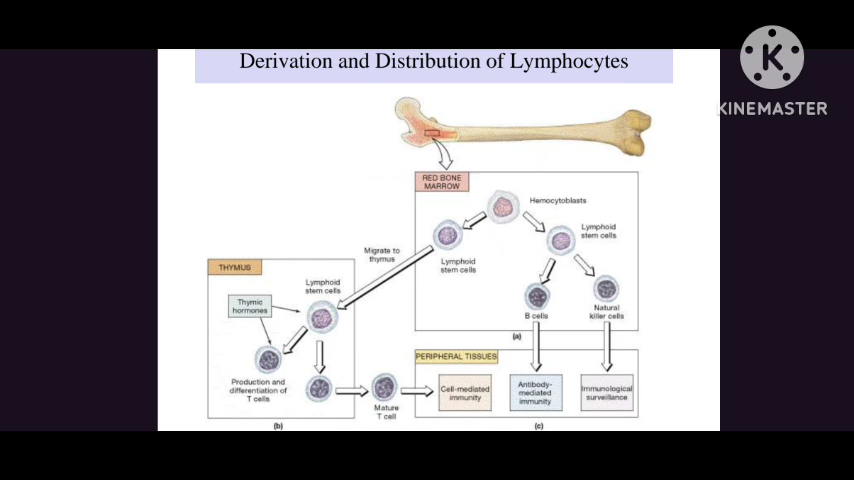 Derivation and Distribution of Lymphocytes
K
KINEMASTER
RED BONE
MARROW
Hemocytoblasts
Lymphoid
stem cells
Lymphoid
stem cells
Migrate to
thymus
B cells
Natural
killer cells
(a)
THYMUS
Lymphoid
stem cells
Thymic
hormones
Production and
differentiation of
T cells
Mature
T cell
(b)
PERIPHERAL TISSUES
Cell-mediated
immunity
Antibody-
mediated
immunity
Immunological
surveillance
(c)